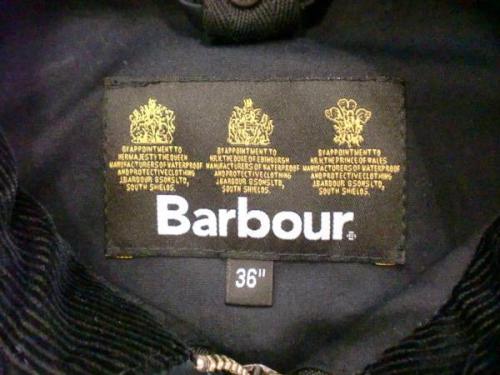 BY APPOINTMENT TO
HER MAJESTY THE QUEEN
MANUFACTURERS OF WATERPROOF
AND PROTECTIVE CLOTHING
J.BARBOUR & SONS LTD,
SOUTH SHIELDS.
BY APPOINTMENT TO
H.R.H. THE DUKE OF EDINBURGH
MANUFACTURERS OF WATERPROOF
AND PROTECTIVE CLOTHING
J.BARBOUR & SONS LTD,
SOUTH SHIELDS.
BY APPOINTMENT TO
H.R.H. THE PRINCE OF WALES
MANUFACTURERS OF WATERPROOF
AND PROTECTIVE CLOTHING
J.BARBOUR & SONS LTD,
SOUTH SHIELDS.
Barbour
36"